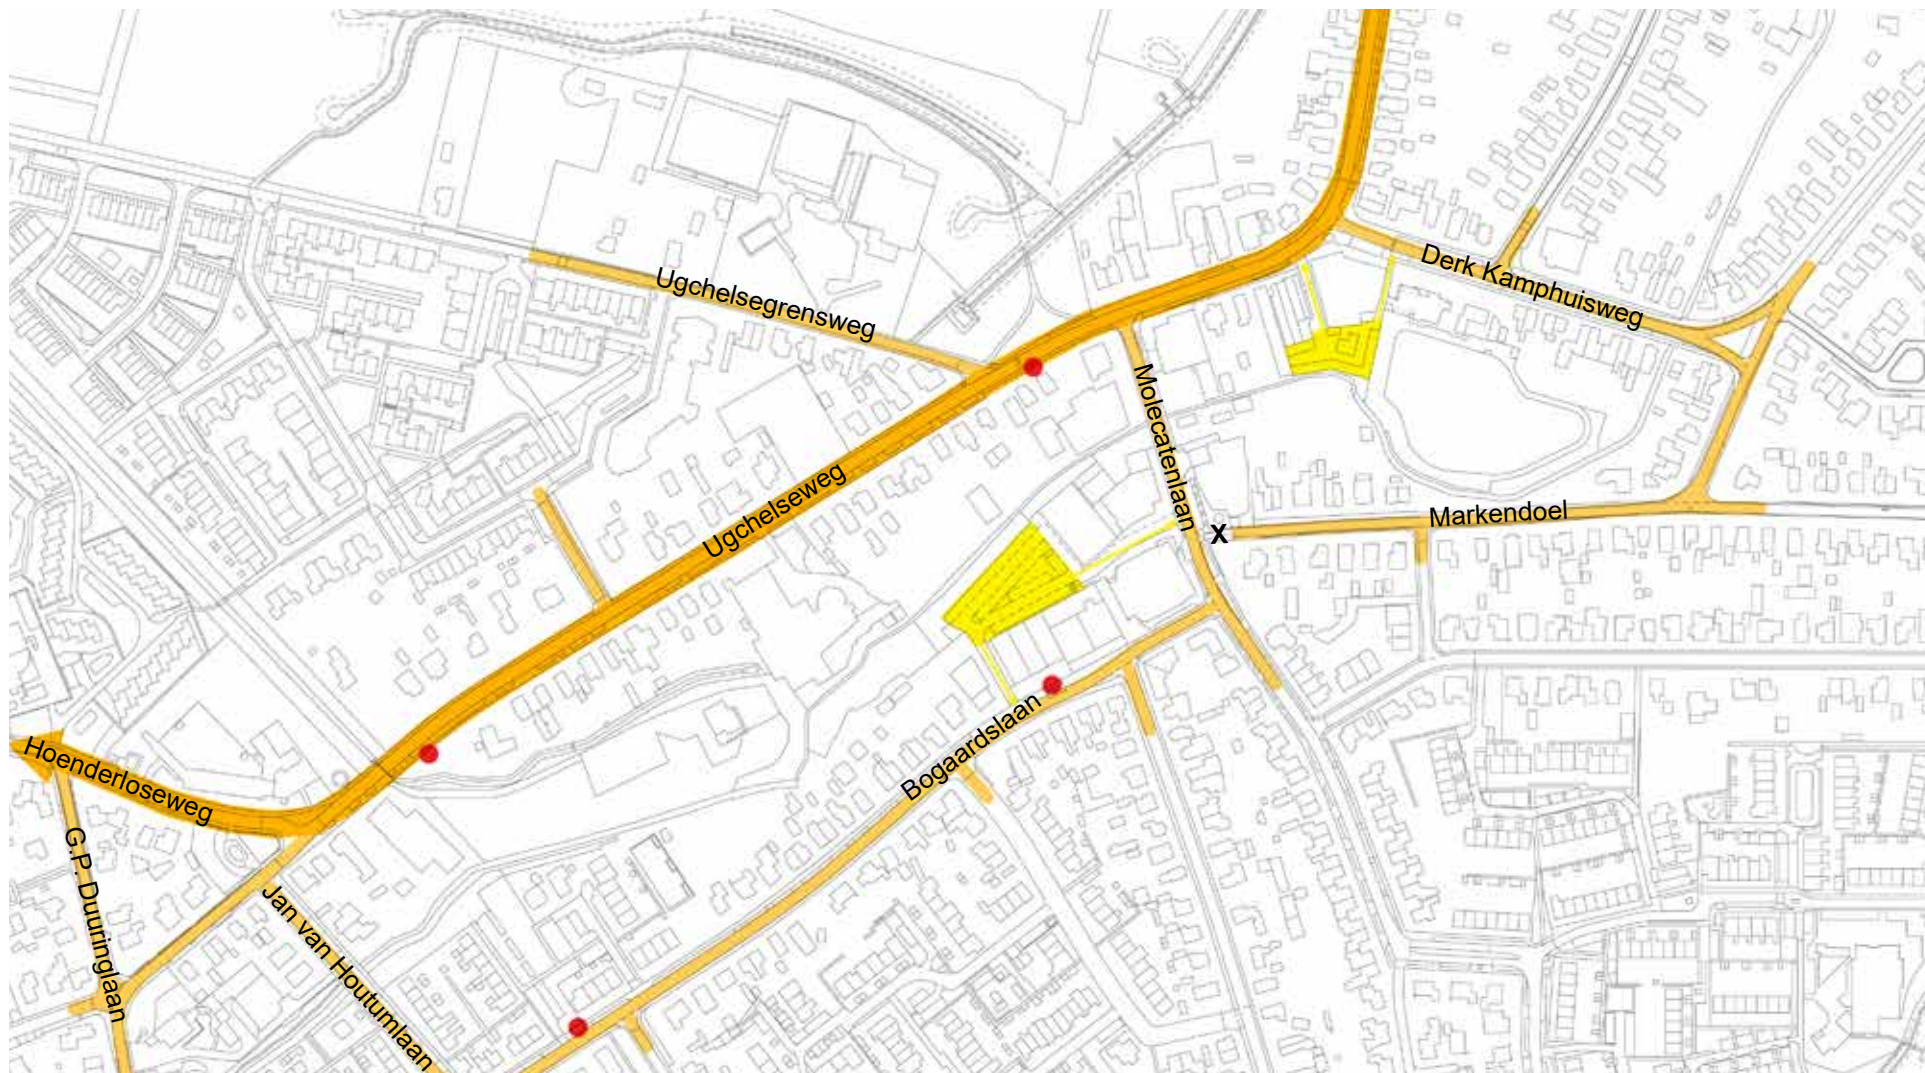 Derk Kamphuisweg
Ugchelsegrensweg
Molecatenlaan
Ugchelseweg
Markendoel
X
Bogaardslaan
Hoenderloseweg
G.P. Duuringlaan
Jan van Houtumlaan